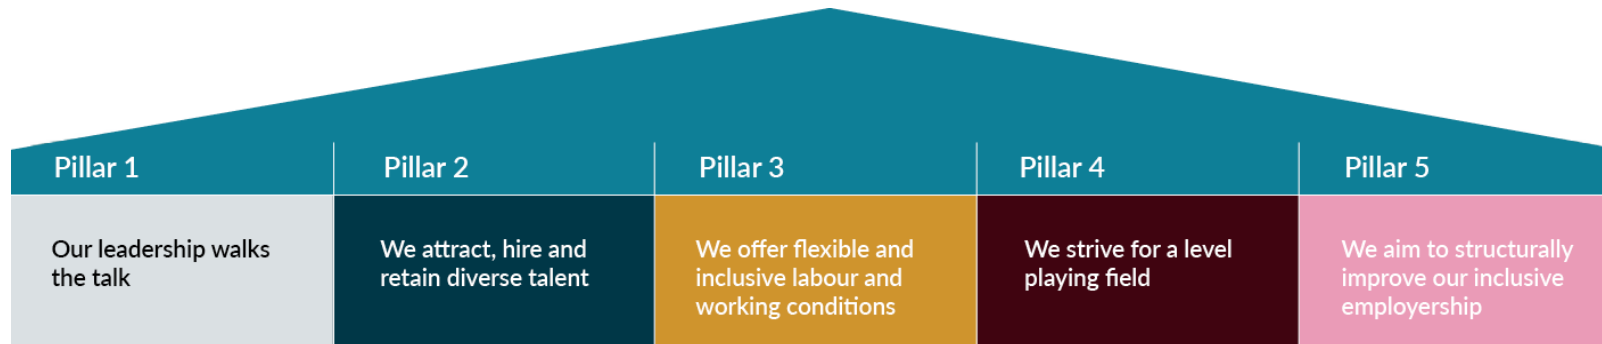 Pillar 1
Our leadership walks
the talk
Pillar 2
We attract, hire and
retain diverse talent
Pillar 3
We offer flexible and
inclusive labour and
working conditions
Pillar 4
We strive for a level
playing field
Pillar 5
We aim to structurally
improve our inclusive
employership